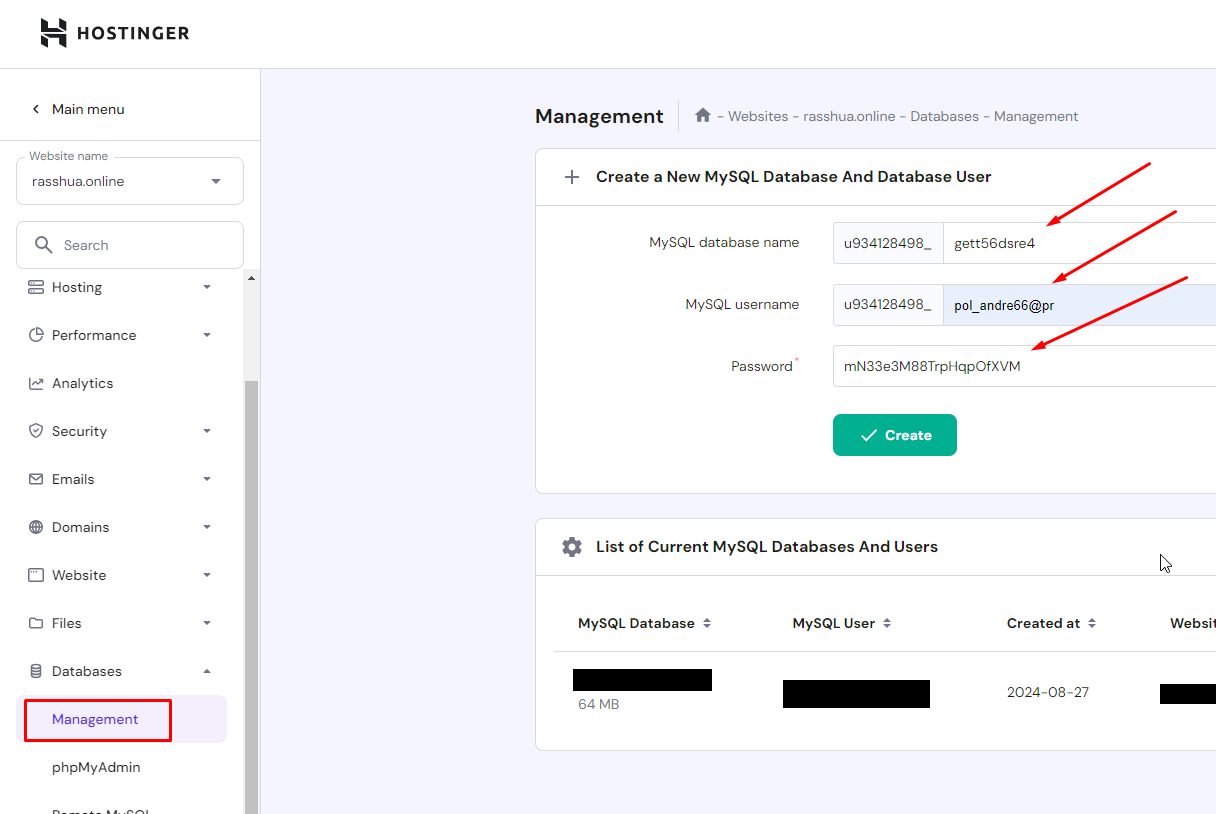 HOSTINGER
Main menu
Website name
rasshua.online
Search
Hosting
Performance
Analytics
Security
Emails
Domains
Website
Files
Databases
Management
phpMyAdmin
Remote MySQL
Management - Websites - rasshua.online - Databases - Management
Create a New MySQL Database And Database User
MySQL database name u934128498_ gett56dsre4
MySQL username u934128498_ pol_andre66@pr
Password* mN33e3M88TrpHqpOfXVM
Create
List of Current MySQL Databases And Users
MySQL Database MySQL User Created at Websit
2024-08-27
64 MB